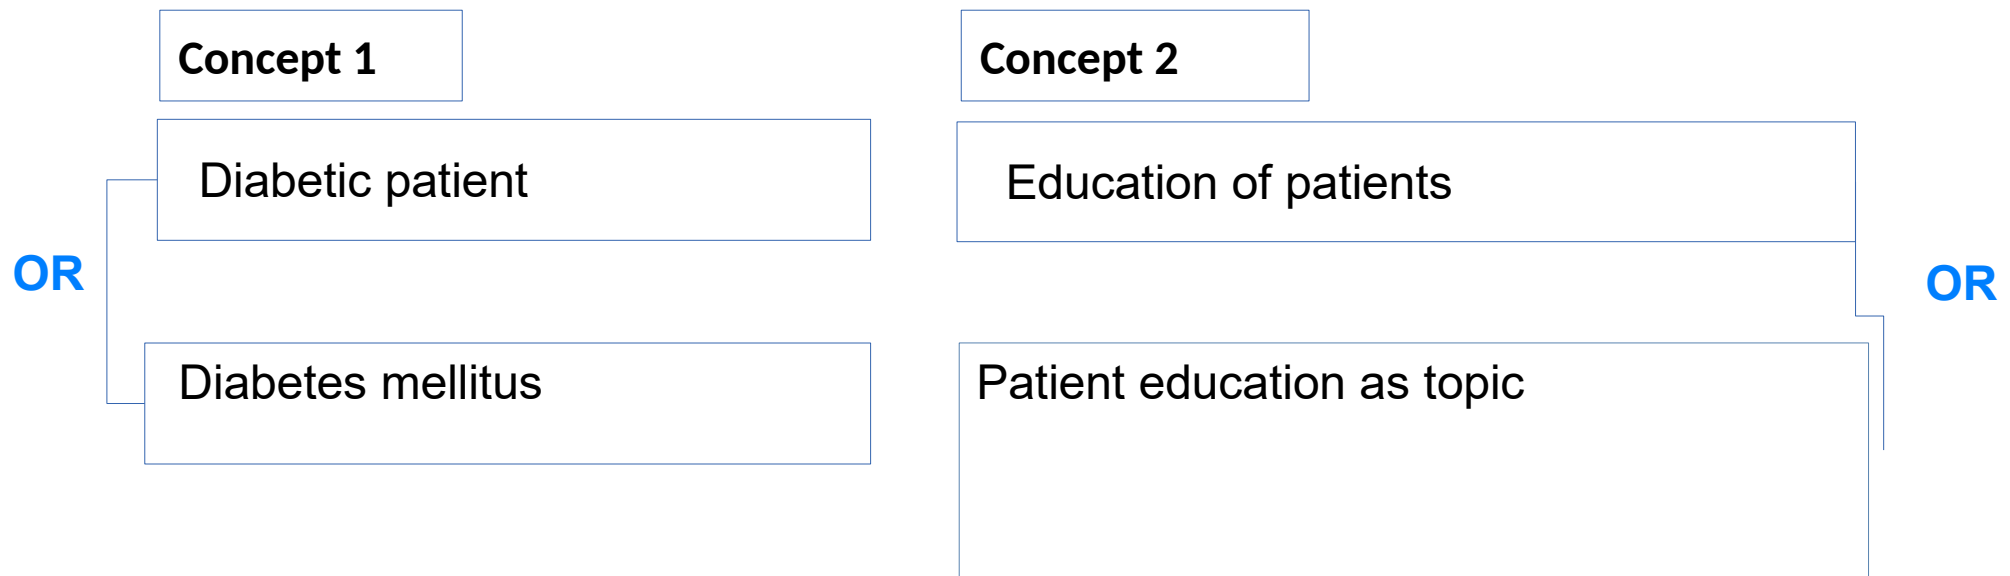 Concept 1
Concept 2
Diabetic patient
Education of patients
OR
OR
Diabetes mellitus
Patient education as topic